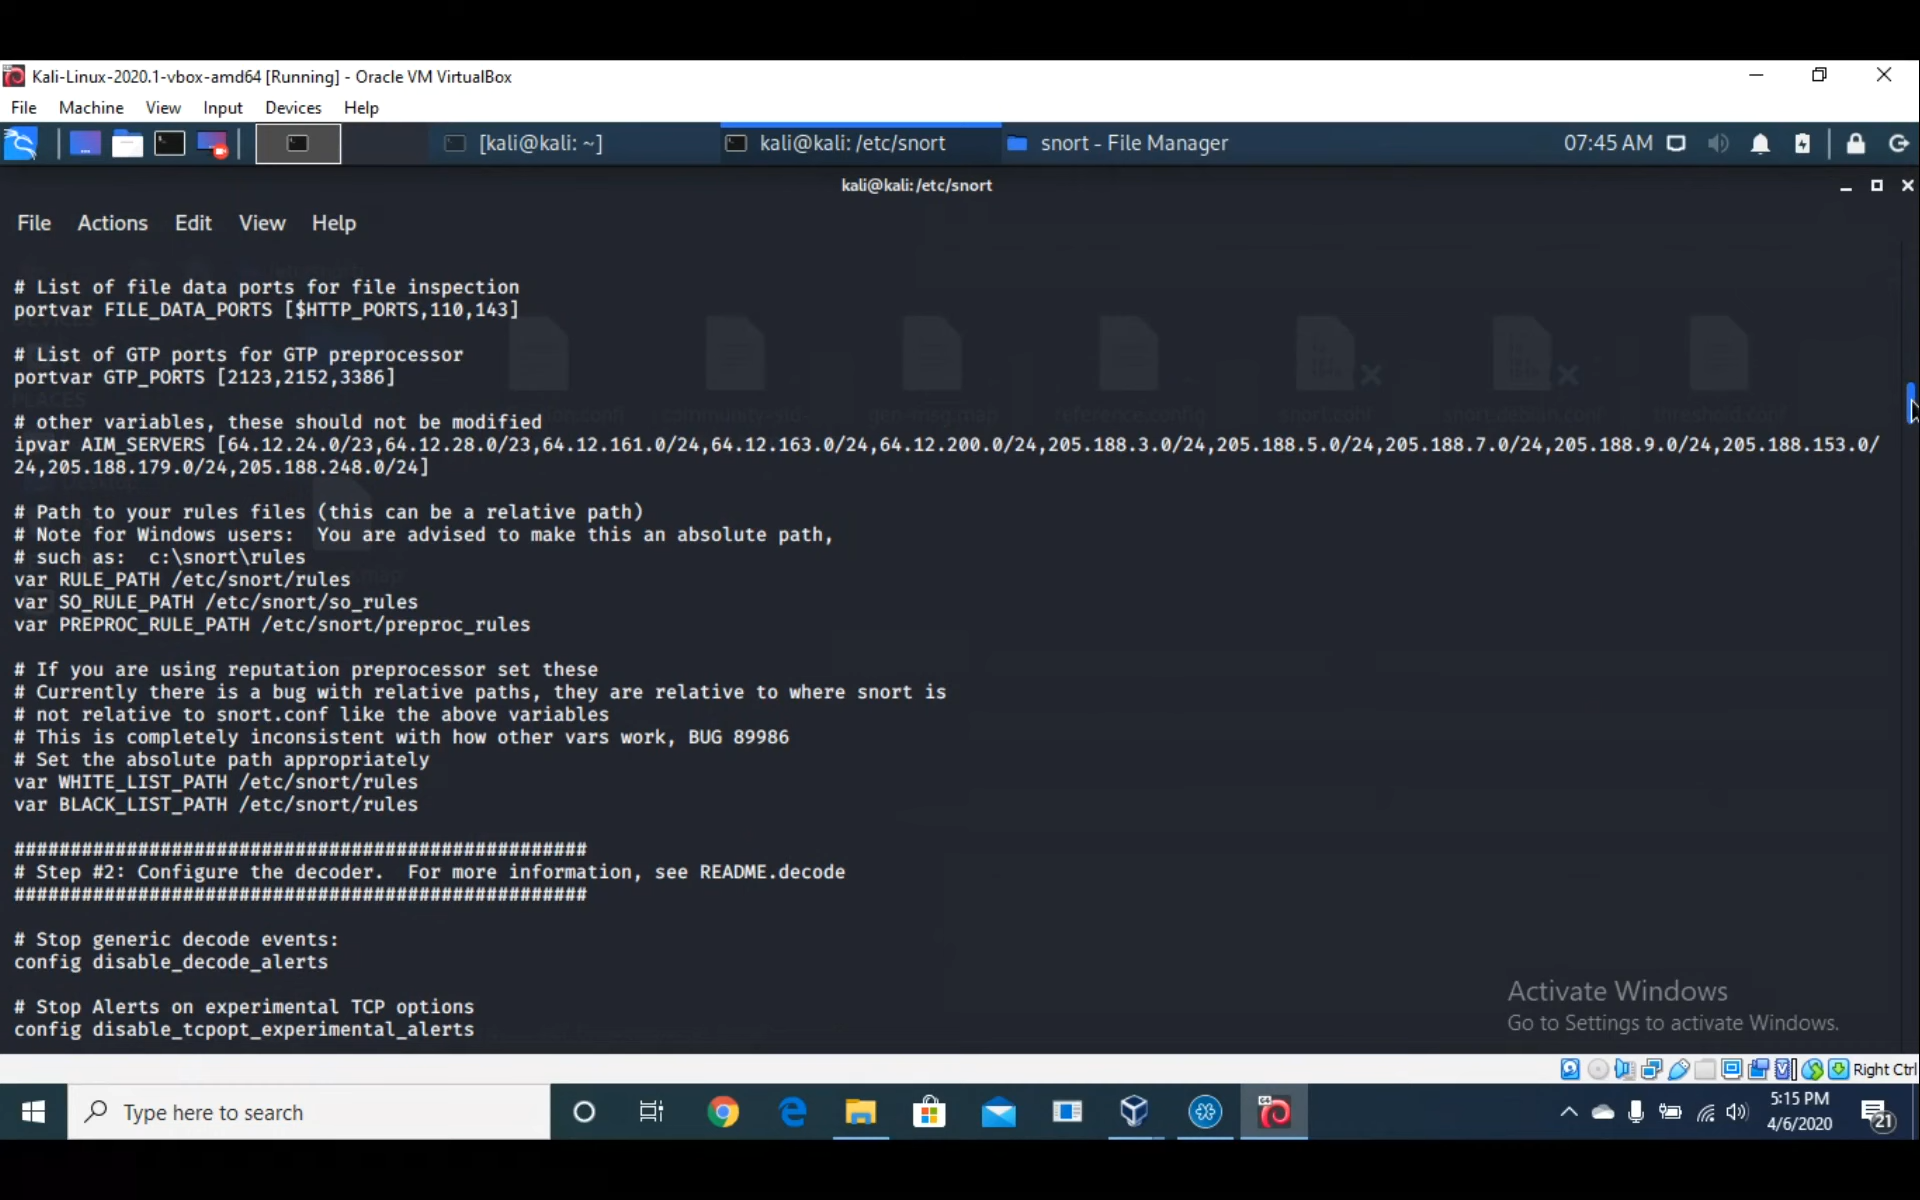 Kali-Linux-2020.1-vbox-amd64 [Running] - Oracle VM VirtualBox
File Machine View Input Devices Help
[kali@kali: ~] kali@kali: /etc/snort snort - File Manager 07:45 AM
kali@kali:/etc/snort
File Actions Edit View Help
# List of file data ports for file inspection
portvar FILE_DATA_PORTS [$HTTP_PORTS,110,143]
# List of GTP ports for GTP preprocessor
portvar GTP_PORTS [2123,2152,3386]
# other variables, these should not be modified
ipvar AIM_SERVERS [64.12.24.0/23,64.12.28.0/23,64.12.161.0/24,64.12.163.0/24,64.12.200.0/24,205.188.3.0/24,205.188.5.0/24,205.188.7.0/24,205.188.9.0/24,205.188.153.0/
24,205.188.179.0/24,205.188.248.0/24]
# Path to your rules files (this can be a relative path)
# Note for Windows users:  You are advised to make this an absolute path,
# such as:  c:\snort\rules
var RULE_PATH /etc/snort/rules
var SO_RULE_PATH /etc/snort/so_rules
var PREPROC_RULE_PATH /etc/snort/preproc_rules
# If you are using reputation preprocessor set these
# Currently there is a bug with relative paths, they are relative to where snort is
# not relative to snort.conf like the above variables
# This is completely inconsistent with how other vars work, BUG 89986
# Set the absolute path appropriately
var WHITE_LIST_PATH /etc/snort/rules
var BLACK_LIST_PATH /etc/snort/rules
###################################################
# Step #2: Configure the decoder.  For more information, see README.decode
###################################################
# Stop generic decode events:
config disable_decode_alerts
# Stop Alerts on experimental TCP options
config disable_tcpopt_experimental_alerts
Activate Windows
Go to Settings to activate Windows.
Right Ctrl
Type here to search
5:15 PM
4/6/2020
21